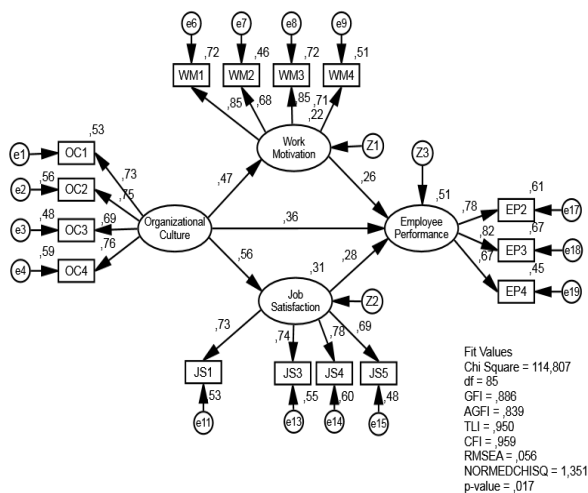 e6
e7
e8
e9
,72
,46
,72
,51
WM1
WM2
WM3
WM4
,85
,68
,85
,71
,22
Work
Motivation
Z1
,53
e1
OC1
,73
e2
,56
OC2
,75
e3
,48
OC3
,69
e4
,59
OC4
,76
Organizational
Culture
,47
,36
,56
,26
,28
Z3
,51
Employee
Performance
,78
,82
,67
,61
EP2
e17
,67
EP3
e18
,45
EP4
e19
,31
Job
Satisfaction
Z2
,73
,74
,78
,69
JS1
JS3
JS4
JS5
,53
,55
,60
,48
e11
e13
e14
e15
Fit Values
Chi Square = 114,807
df = 85
GFI = ,886
AGFI = ,839
TLI = ,950
CFI = ,959
RMSEA = ,056
NORMEDCHISQ = 1,351
p-value = ,017